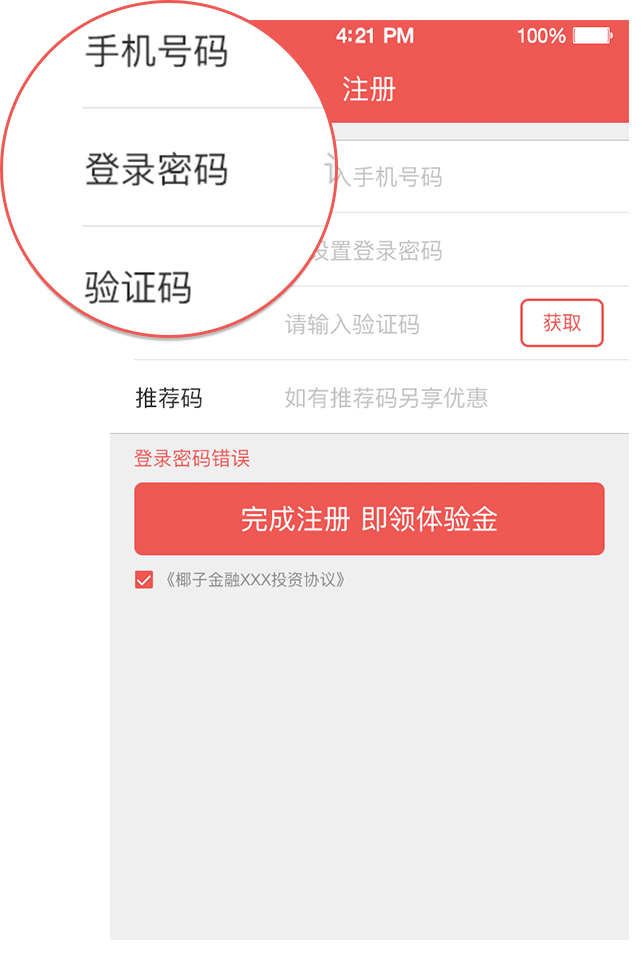 4:21 PM 100%
注册
手机号码 入手机号码
登录密码 设置登录密码
验证码 请输入验证码 获取
推荐码 如有推荐码另享优惠
登录密码错误
完成注册 即领体验金
《椰子金融XXX投资协议》